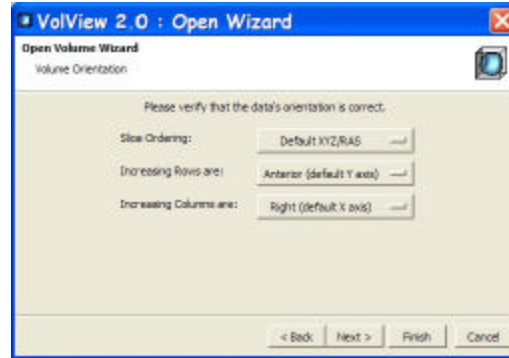 VolView 2.0 : Open Wizard
Open Volume Wizard
Volume Orientation
Please verify that the data's orientation is correct.
Slice Ordering: Default XYZ/RAS
Increasing Rows are: Anterior (default Y axis)
Increasing Columns are: Right (default X axis)
< Back Next > Finish Cancel